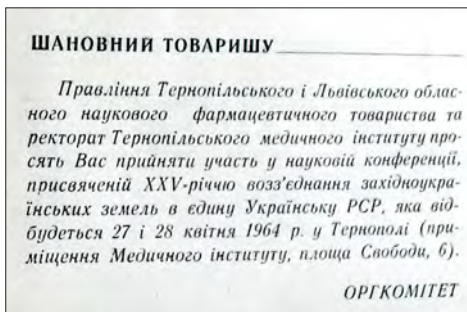 ШАНОВНИЙ ТОВАРИШУ
Правління Тернопільського і Львівського облас-
ного наукового фармацевтичного товариства та
ректорат Тернопільського медичного інституту про-
сять Вас прийняти участь у науковій конференції,
присвяченій XXV-річчю возз'єднання західноукра-
їнських земель в єдину Українську РСР, яка від-
будеться 27 і 28 квітня 1964 р. у Тернополі (при-
міщення Медичного інституту, площа Свободи, 6).
ОРГКОМІТЕТ